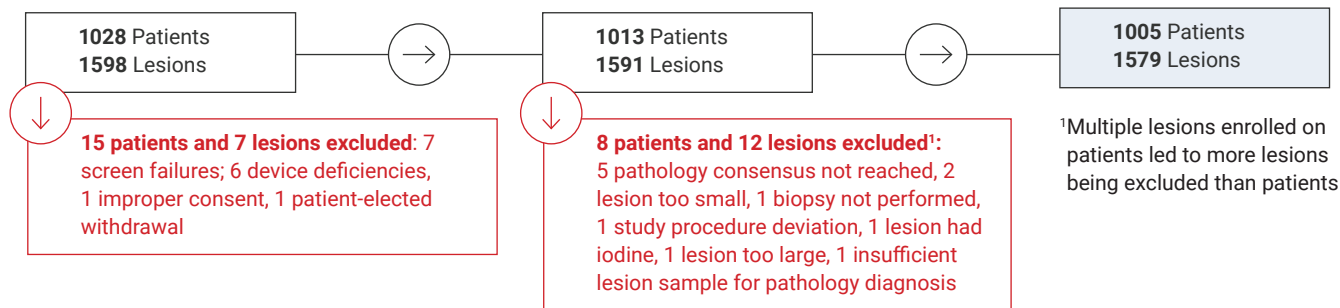 1028 Patients
1598 Lesions
15 patients and 7 lesions excluded: 7
screen failures; 6 device deficiencies,
1 improper consent, 1 patient-elected
withdrawal
1013 Patients
1591 Lesions
8 patients and 12 lesions excluded¹:
5 pathology consensus not reached, 2
lesion too small, 1 biopsy not performed,
1 study procedure deviation, 1 lesion had
iodine, 1 lesion too large, 1 insufficient
lesion sample for pathology diagnosis
1005 Patients
1579 Lesions
¹Multiple lesions enrolled on
patients led to more lesions
being excluded than patients